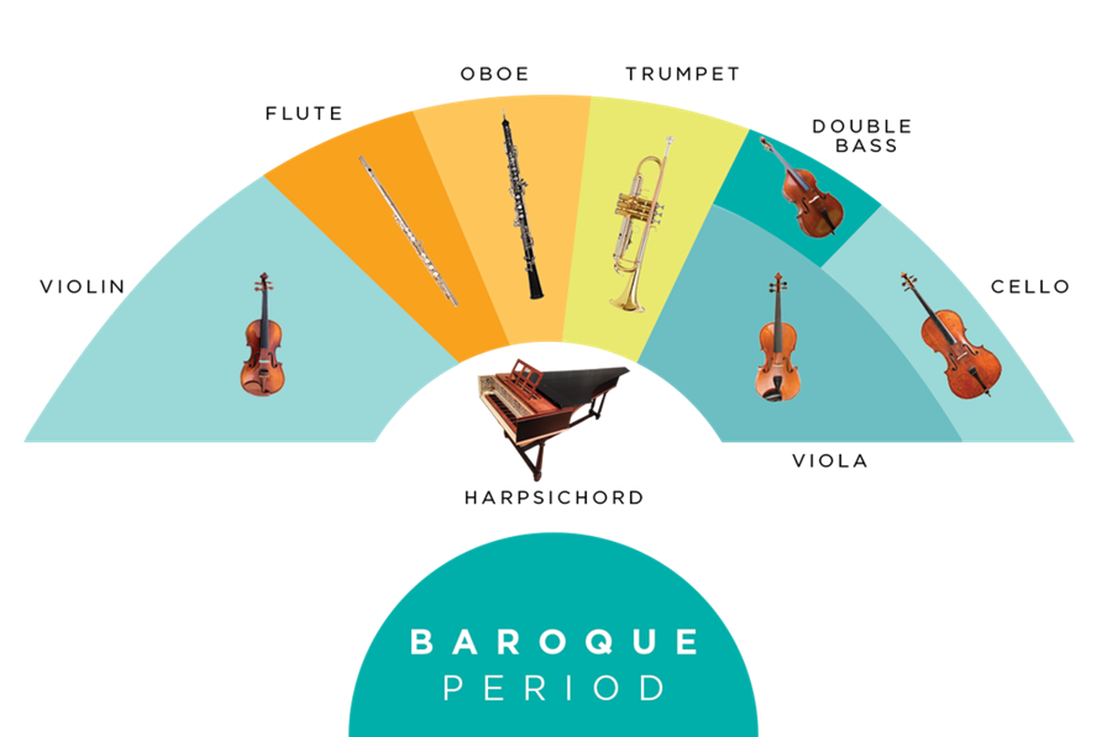 OBOE
TRUMPET
FLUTE
DOUBLE
BASS
VIOLIN
CELLO
VIOLA
HARPSICHORD
BAROQUE
PERIOD